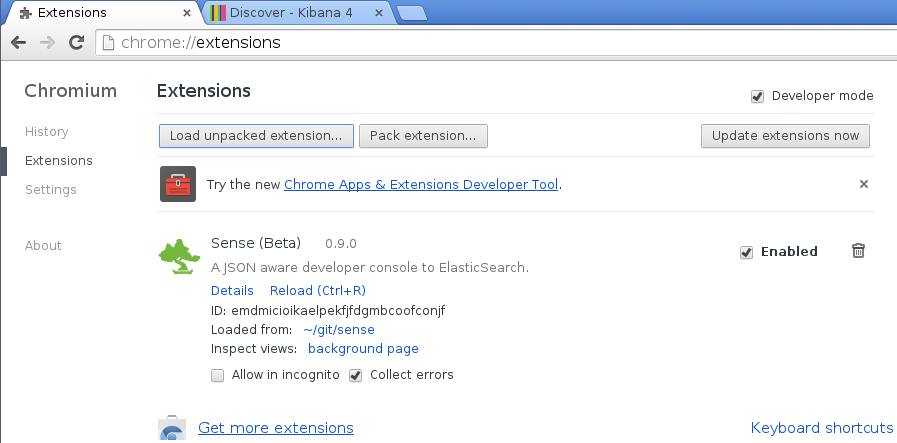 Extensions
Discover - Kibana 4
chrome://extensions
Chromium
Extensions
Developer mode
History
Extensions
Settings
About
Load unpacked extension...
Pack extension...
Update extensions now
Try the new Chrome Apps & Extensions Developer Tool.
Sense (Beta) 0.9.0
Enabled
A JSON aware developer console to ElasticSearch.
Details Reload (Ctrl+R)
ID: emdmicioikaelpekfjfdgmbcoofconjf
Loaded from: ~/git/sense
Inspect views: background page
Allow in incognito Collect errors
Get more extensions
Keyboard shortcuts